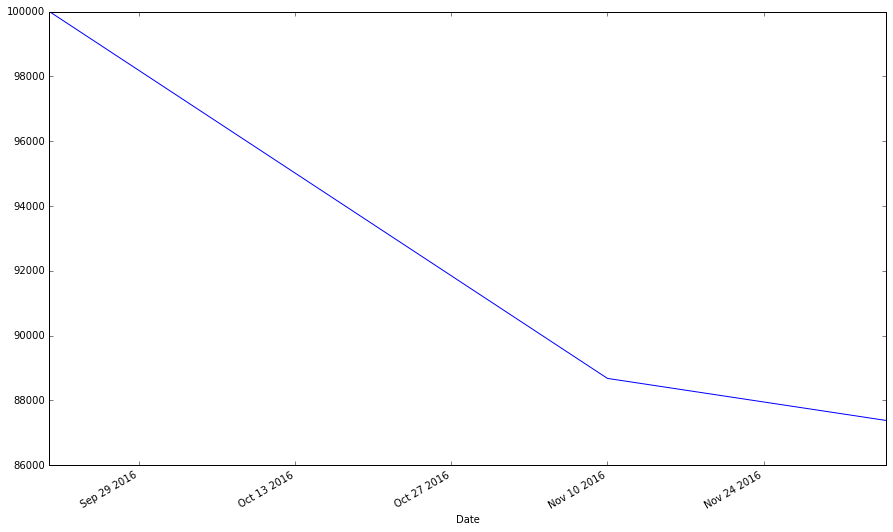 100000
98000
96000
94000
92000
90000
88000
86000
Sep 29 2016
Oct 13 2016
Oct 27 2016
Nov 10 2016
Nov 24 2016
Date